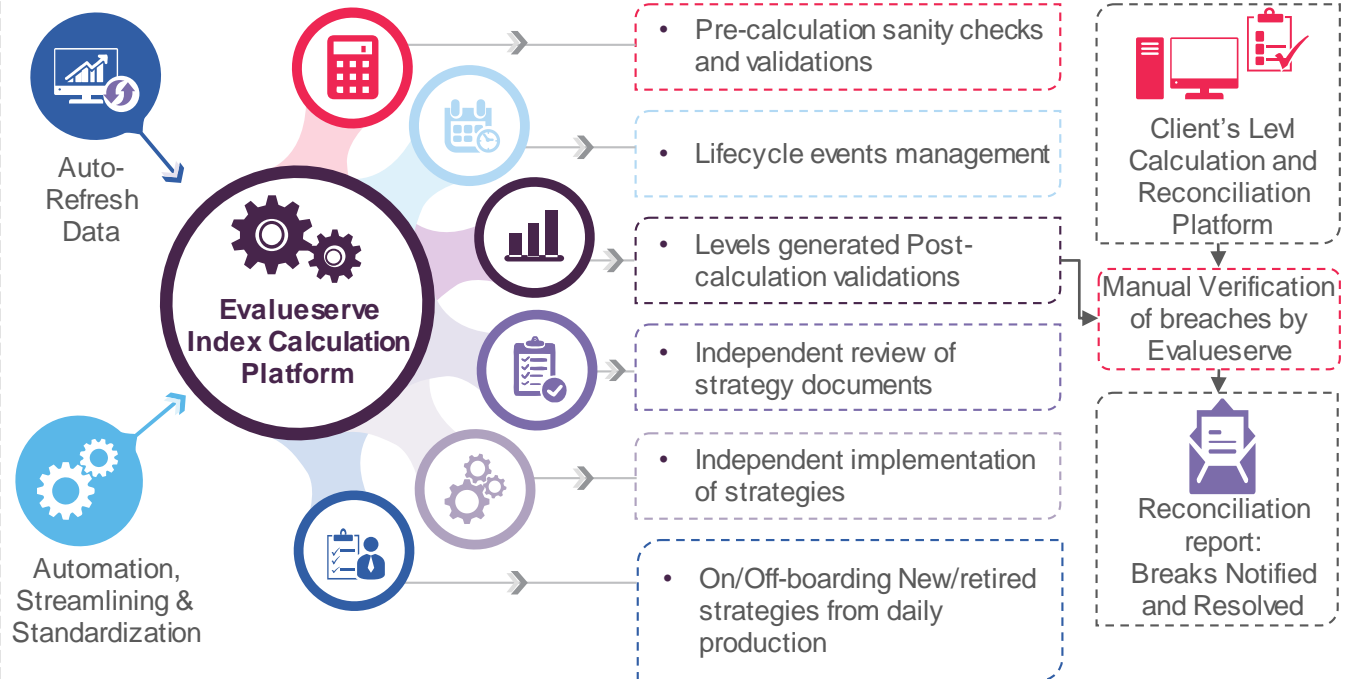 Auto-
Refresh
Data
Automation,
Streamlining &
Standardization
Evalueserve
Index Calculation
Platform
• Pre-calculation sanity checks
and validations
• Lifecycle events management
• Levels generated Post-
calculation validations
• Independent review of
strategy documents
• Independent implementation
of strategies
• On/Off-boarding New/retired
strategies from daily
production
Client's Levl
Calculation and
Reconciliation
Platform
Manual Verification
of breaches by
Evalueserve
Reconciliation
report:
Breaks Notified
and Resolved